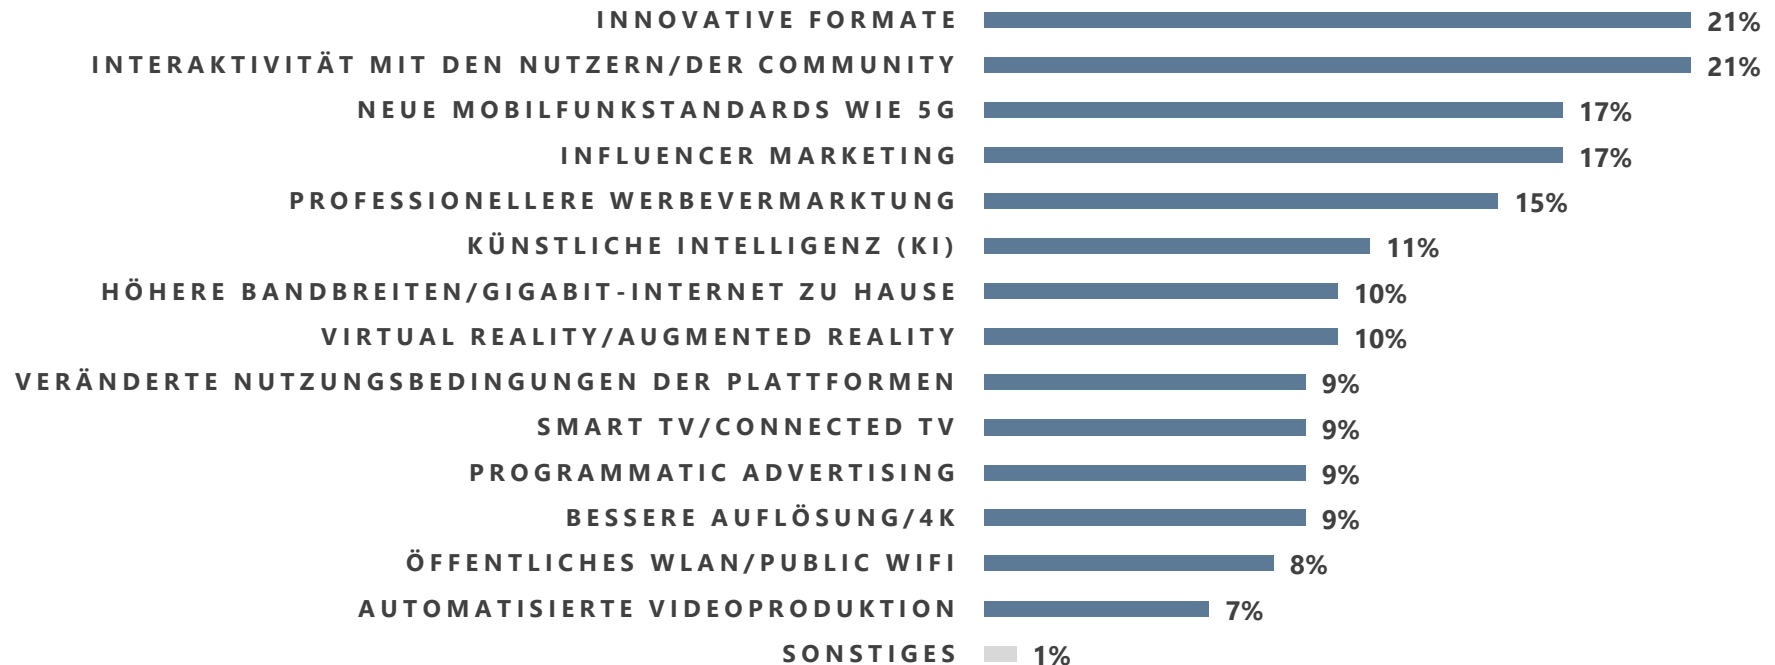 INNOVATIVE FORMATE 21%
INTERAKTIVITÄT MIT DEN NUTZERN/DER COMMUNITY 21%
NEUE MOBILFUNKSTANDARDS WIE 5G 17%
INFLUENCER MARKETING 17%
PROFESSIONELLERE WERBEVERMARKTUNG 15%
KÜNSTLICHE INTELLIGENZ (KI) 11%
HÖHERE BANDBREITEN/GIGABIT-INTERNET ZU HAUSE 10%
VIRTUAL REALITY/AUGMENTED REALITY 10%
VERÄNDERTE NUTZUNGSBEDINGUNGEN DER PLATTFORMEN 9%
SMART TV/CONNECTED TV 9%
PROGRAMMATIC ADVERTISING 9%
BESSERE AUFLÖSUNG/4K 9%
ÖFFENTLICHES WLAN/PUBLIC WIFI 8%
AUTOMATISIERTE VIDEOPRODUKTION 7%
SONSTIGES 1%